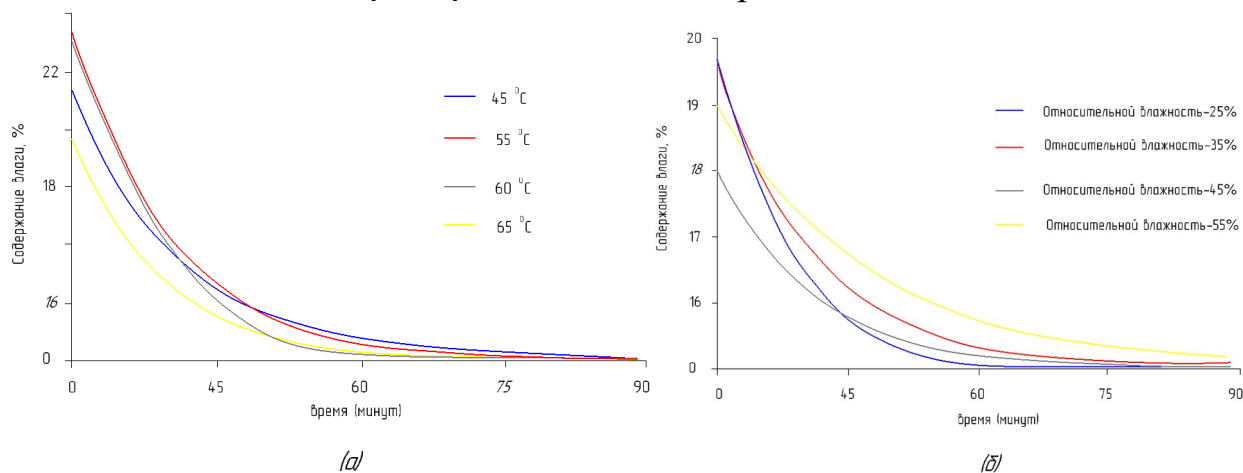 Содержание влаги, %
22
18
16
0
0
45
60
75
90
время (минут)
45 °C
55 °C
60 °C
65 °C
(а)
Содержание влаги, %
20
19
18
17
16
0
0
45
60
75
90
время (минут)
Относительной влажность-25%
Относительной влажность-35%
Относительной влажность-45%
Относительной влажность-55%
(б)